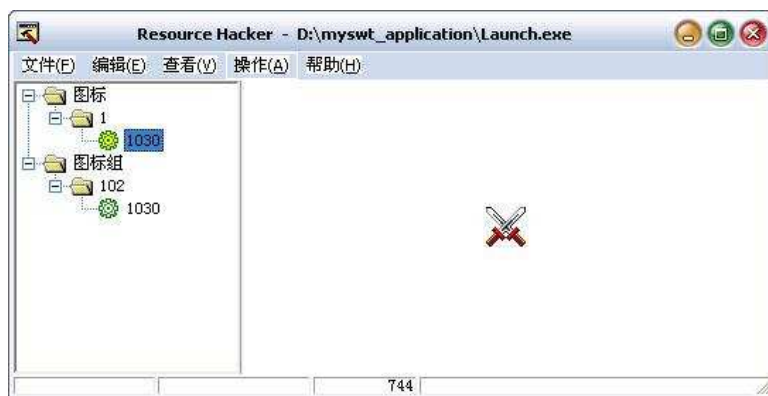 Resource Hacker - D:\myswt_application\Launch.exe
文件(F) 编辑(E) 查看(V) 操作(A) 帮助(H)
图标
1
1030
图标组
102
1030
744